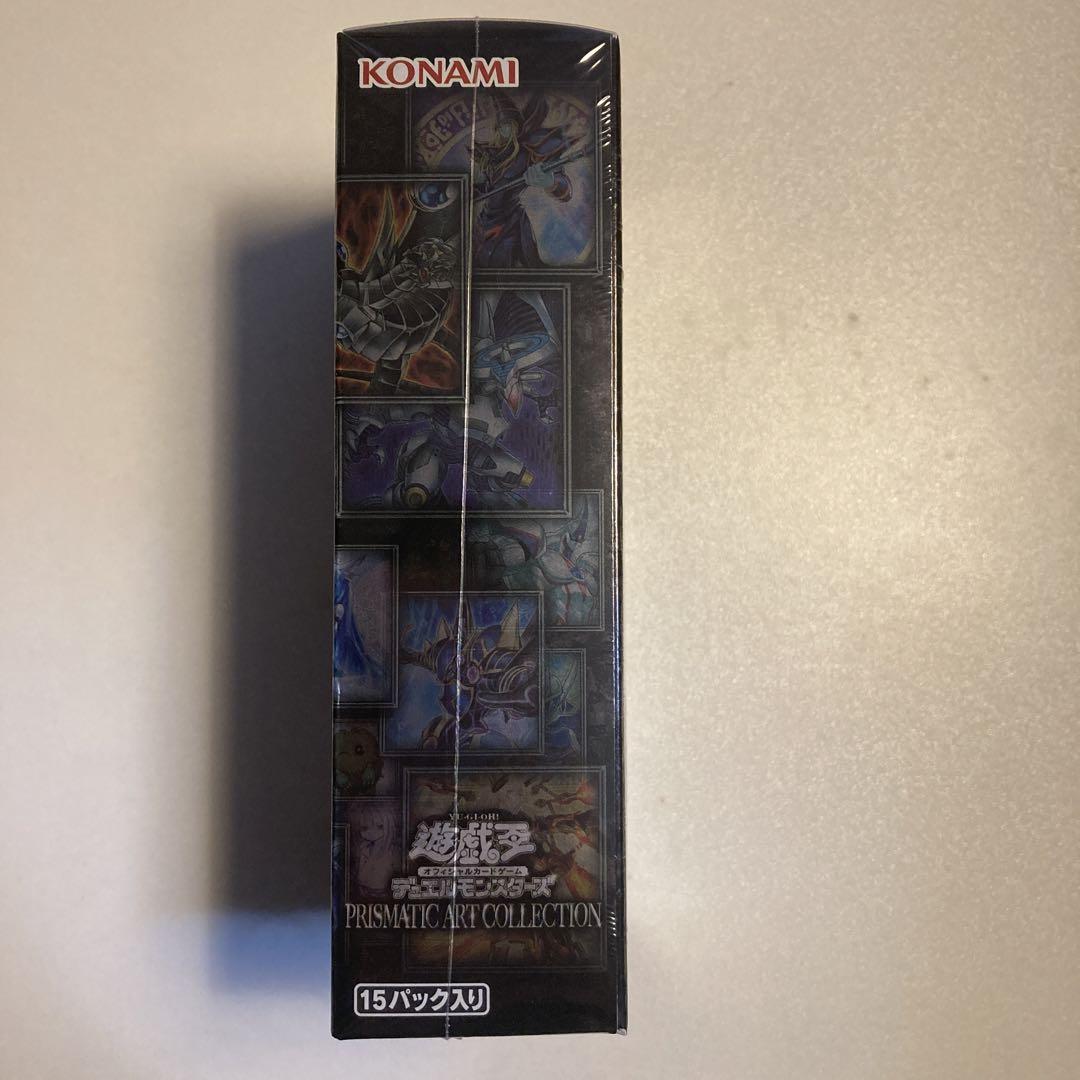 KONAMI
YU-GI-OH!
遊戯王
オフィシャルカードゲーム
デュエルモンスターズ
PRISMATIC ART COLLECTION
15パック入り